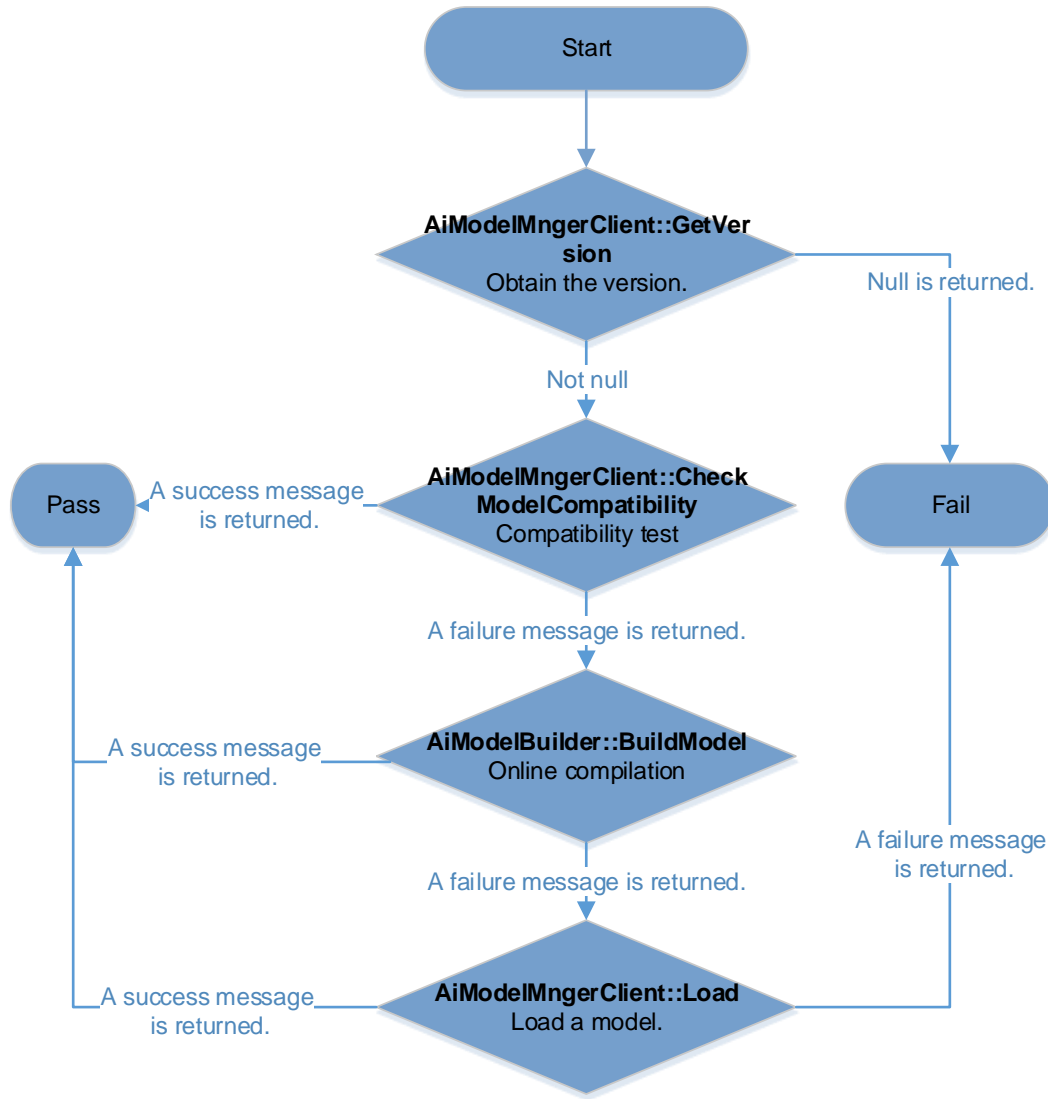 Start
AiModelMngerClient::GetVer
sion
Obtain the version.
Null is returned.
Not null
AiModelMngerClient::Check
ModelCompatibility
Compatibility test
A success message
is returned.
Pass
Fail
A failure message is returned.
AiModelBuilder::BuildModel
Online compilation
A success message
is returned.
A failure message
is returned.
A failure message is returned.
AiModelMngerClient::Load
Load a model.
A success message
is returned.